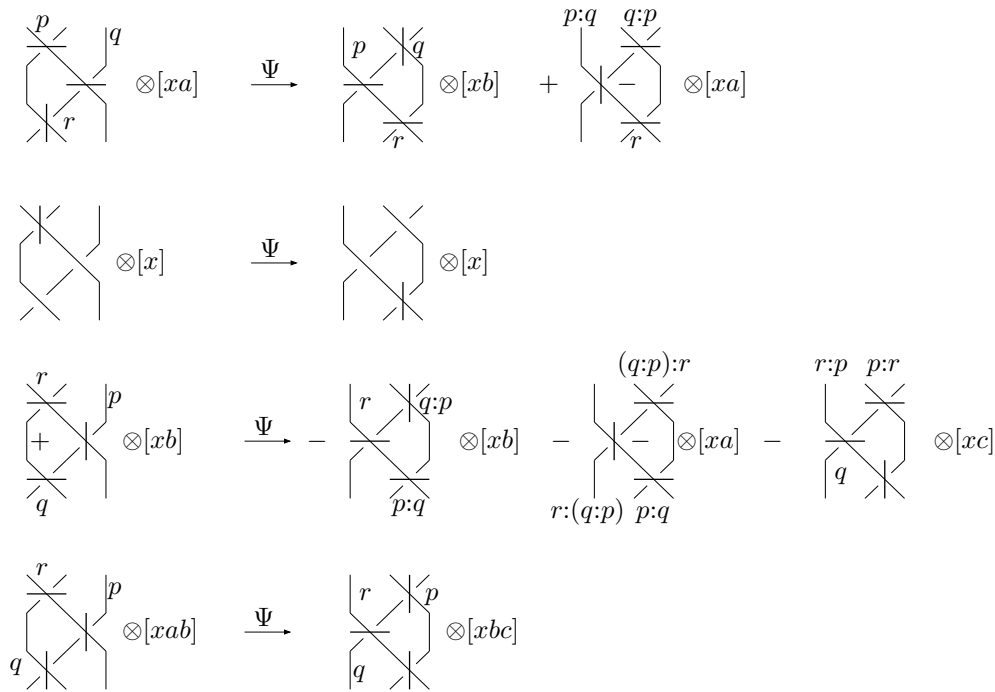 p q p q p:q q:p
⊗[xa] Ψ ⊗[xb] + − ⊗[xa]
r r r
⊗[x] Ψ ⊗[x]
r p r q:p (q:p):r r:p p:r
+ ⊗[xb] Ψ − ⊗[xb] − − ⊗[xa] − ⊗[xc]
q p:q r:(q:p) p:q q
r p r p
⊗[xab] Ψ ⊗[xbc]
q q